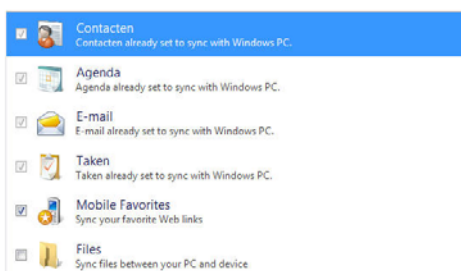 Contacten
Contacten already set to sync with Windows PC.
Agenda
Agenda already set to sync with Windows PC.
E-mail
E-mail already set to sync with Windows PC.
Taken
Taken already set to sync with Windows PC.
Mobile Favorites
Sync your favorite Web links
Files
Sync files between your PC and device